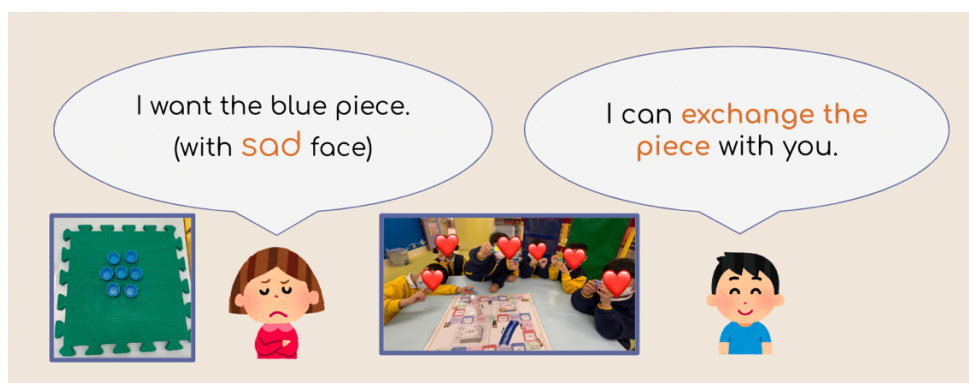 I want the blue piece.
(with sad face)
I can exchange the
piece with you.